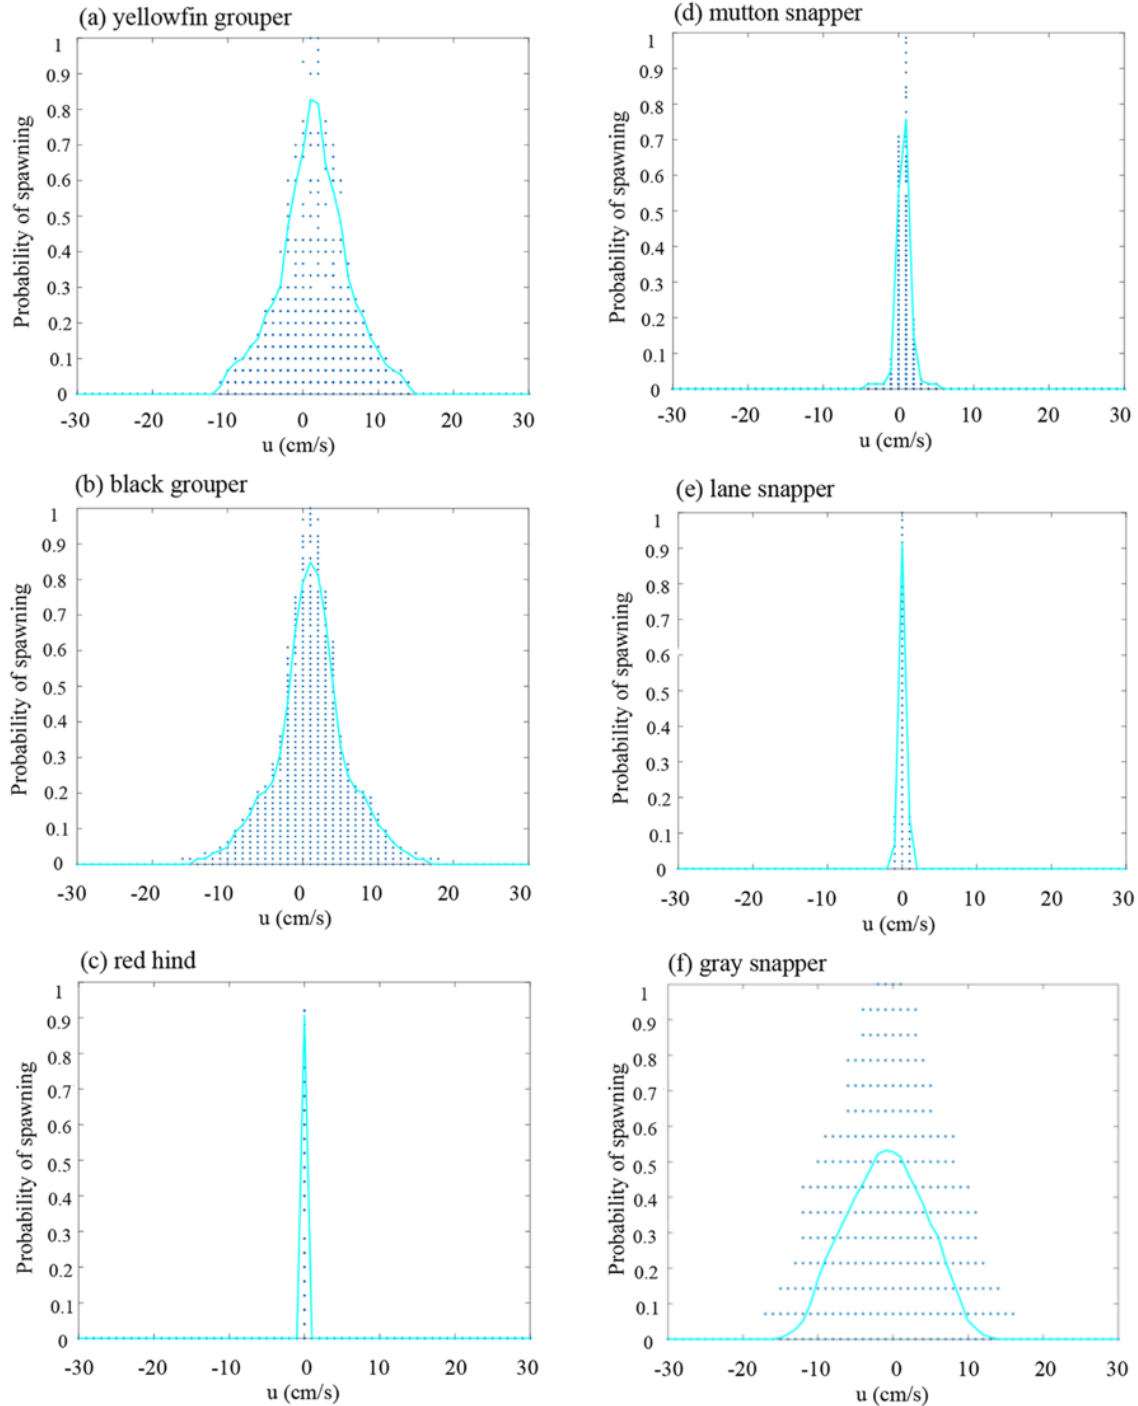 (a) yellowfin grouper
1
0.9
0.8
0.7
0.6
0.5
0.4
0.3
0.2
0.1
0
Probability of spawning
-30 -20 -10 0 10 20 30
u (cm/s)
(b) black grouper
1
0.9
0.8
0.7
0.6
0.5
0.4
0.3
0.2
0.1
0
Probability of spawning
-30 -20 -10 0 10 20 30
u (cm/s)
(c) red hind
1
0.9
0.8
0.7
0.6
0.5
0.4
0.3
0.2
0.1
0
Probability of spawning
-30 -20 -10 0 10 20 30
u (cm/s)
(d) mutton snapper
1
0.9
0.8
0.7
0.6
0.5
0.4
0.3
0.2
0.1
0
Probability of spawning
-30 -20 -10 0 10 20 30
u (cm/s)
(e) lane snapper
1
0.9
0.8
0.7
0.6
0.5
0.4
0.3
0.2
0.1
0
Probability of spawning
-30 -20 -10 0 10 20 30
u (cm/s)
(f) gray snapper
1
0.9
0.8
0.7
0.6
0.5
0.4
0.3
0.2
0.1
0
Probability of spawning
-30 -20 -10 0 10 20 30
u (cm/s)